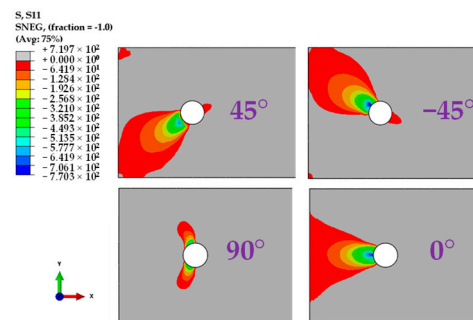 S, S11
SNEG, (fraction = -1.0)
(Avg: 75%)
+7.197 × 10²
+0.000 × 10⁰
−6.419 × 10¹
−1.284 × 10²
−1.926 × 10²
−2.568 × 10²
−3.210 × 10²
−3.852 × 10²
−4.493 × 10²
−5.135 × 10²
−5.777 × 10²
−6.419 × 10²
−7.061 × 10²
−7.703 × 10²
45°
−45°
90°
0°
Y
X